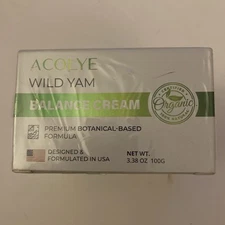 ACOEYE
WILD YAM
BALANCE CREAM
Organic
PREMIUM BOTANICAL-BASED
FORMULA
DESIGNED &
FORMULATED IN USA
NET WT.
3.38 OZ 100G